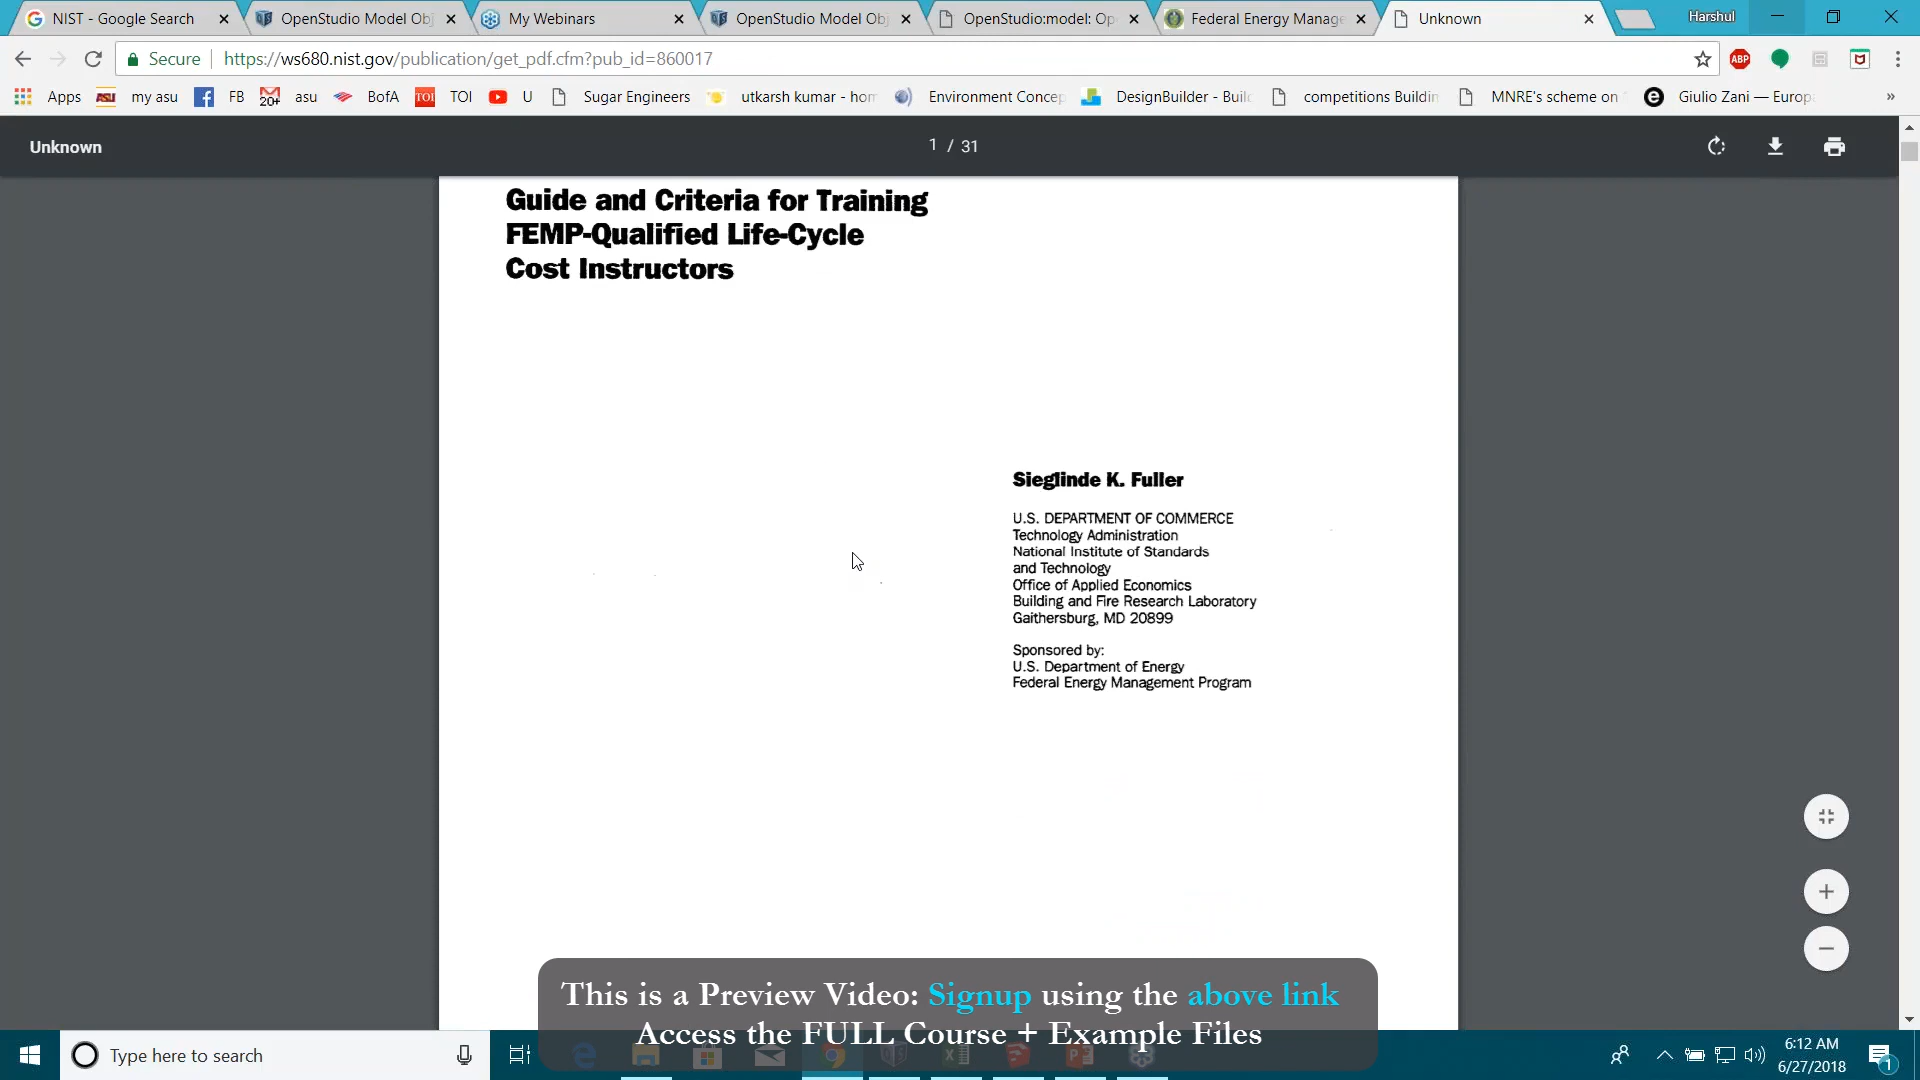 NIST - Google Search
OpenStudio Model Obj
My Webinars
OpenStudio Model Obj
OpenStudio:model: Op
Federal Energy Manage
Unknown
Harshul
Secure
https://ws680.nist.gov/publication/get_pdf.cfm?pub_id=860017
ABP
Apps
ASU
my asu
FB
20+
asu
BofA
TOI
TOI
U
Sugar Engineers
utkarsh kumar - hom
Environment Concep
DesignBuilder - Build
competitions Buildin
MNRE's scheme on
Giulio Zani — Europ
»
Unknown
1 / 31
Guide and Criteria for Training
FEMP-Qualified Life-Cycle
Cost Instructors
Sieglinde K. Fuller
U.S. DEPARTMENT OF COMMERCE
Technology Administration
National Institute of Standards
and Technology
Office of Applied Economics
Building and Fire Research Laboratory
Gaithersburg, MD 20899
Sponsored by:
U.S. Department of Energy
Federal Energy Management Program
This is a Preview Video: Signup using the above link
Access the FULL Course + Example Files
Type here to search
6:12 AM
6/27/2018
1